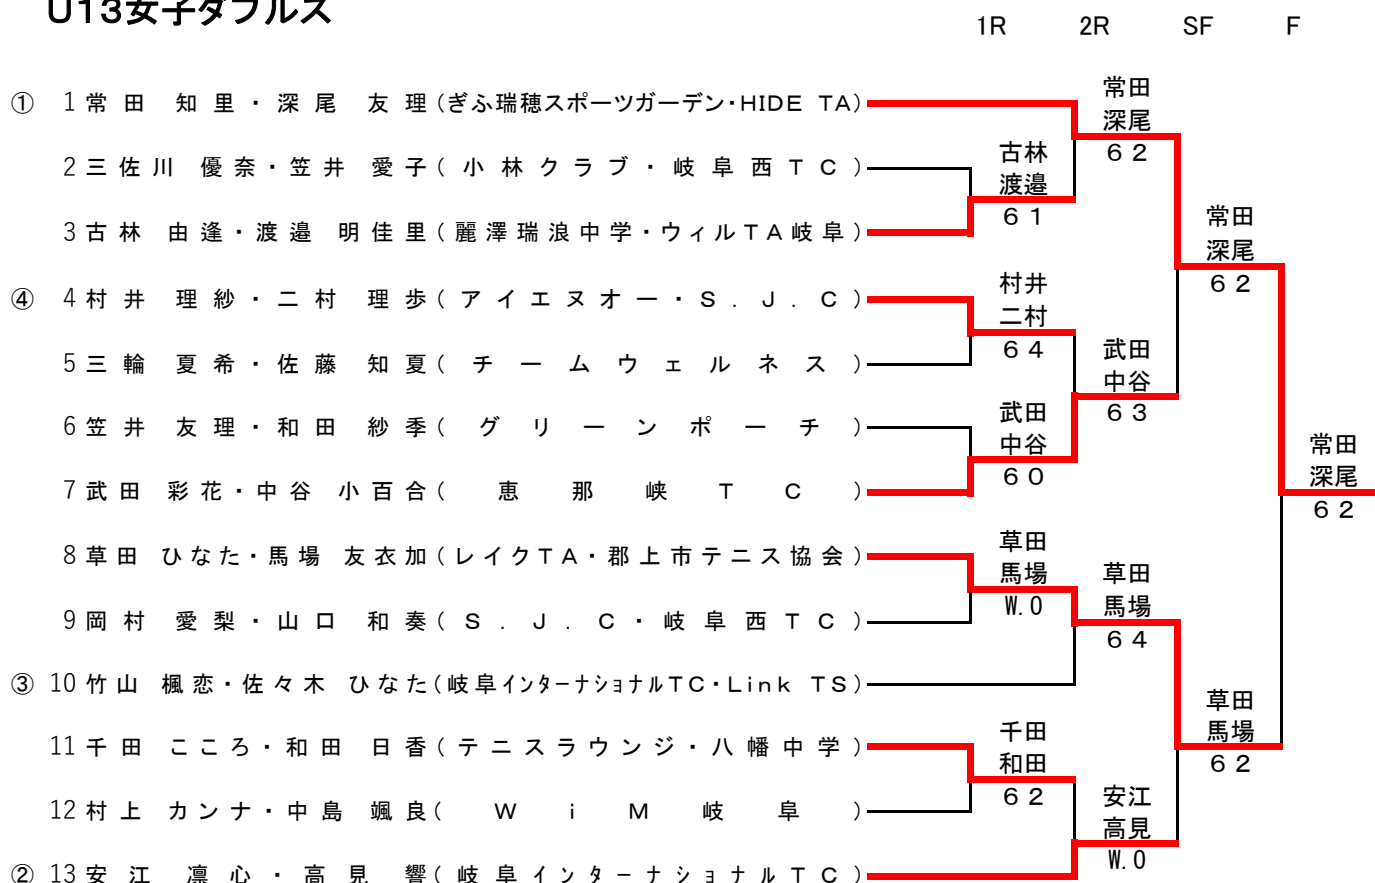 U13女子ダブルス
1R 2R SF F
① 1 常田 知里・深尾 友理(ぎふ瑞穂スポーツガーデン・HIDE TA)
常田
深尾
62
2 三佐川 優奈・笠井 愛子(小林クラブ・岐阜西TC)
古林
渡邉
61
3 古林 由逢・渡邉 明佳里(麗澤瑞浪中学・ウィルTA岐阜)
常田
深尾
62
④ 4 村井 理紗・二村 理歩(アイエヌオー・S.J.C)
村井
二村
64
5 三輪 夏希・佐藤 知夏(チームウェルネス)
武田
中谷
63
6 笠井 友理・和田 紗季(グリーンポーチ)
武田
中谷
60
7 武田 彩花・中谷 小百合(恵那峡TC)
常田
深尾
62
8 草田 ひなた・馬場 友衣加(レイクTA・郡上市テニス協会)
草田
馬場
W.0
9 岡村 愛梨・山口 和奏(S.J.C・岐阜西TC)
草田
馬場
64
③ 10 竹山 楓恋・佐々木 ひなた(岐阜インターナショナルTC・Link TS)
草田
馬場
62
11 千田 こころ・和田 日香(テニスラウンジ・八幡中学)
千田
和田
62
12 村上 カンナ・中島 颯良(WiM岐阜)
安江
高見
W.0
② 13 安江 凛心・高見 響(岐阜インターナショナルTC)